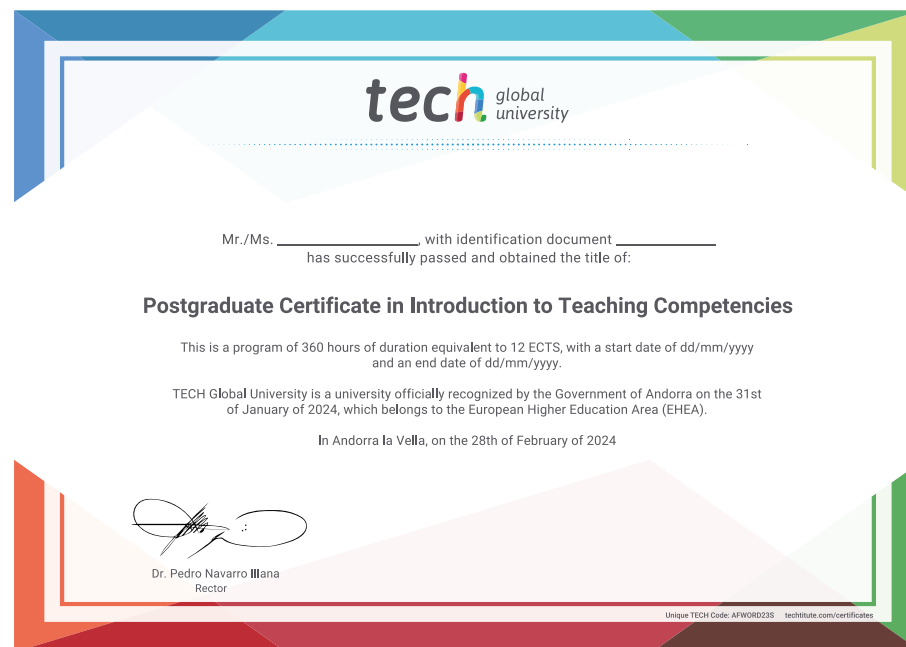 tech global university
Mr./Ms. ________________, with identification document ____________
has successfully passed and obtained the title of:
Postgraduate Certificate in Introduction to Teaching Competencies
This is a program of 360 hours of duration equivalent to 12 ECTS, with a start date of dd/mm/yyyy
and an end date of dd/mm/yyyy.
TECH Global University is a university officially recognized by the Government of Andorra on the 31st
of January of 2024, which belongs to the European Higher Education Area (EHEA).
In Andorra la Vella, on the 28th of February of 2024
Dr. Pedro Navarro Illana
Rector
Unique TECH Code: AFWORD23S techtitute.com/certificates